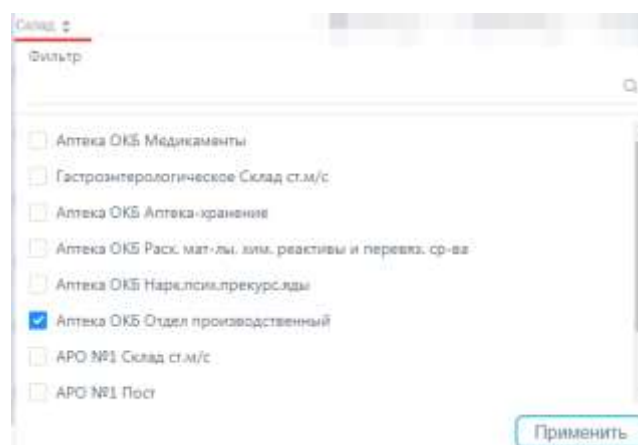 Склад
Фильтр
Аптека ОКБ Медикаменты
Гастроэнтерологическое Склад ст.м/с
Аптека ОКБ Аптека-хранение
Аптека ОКБ Расх. мат-лы. хим. реактивы и перевяз. ср-ва
Аптека ОКБ Нарк.псих.прекурс.яды
Аптека ОКБ Отдел производственный
АРО №1 Склад ст.м/с
АРО №1 Пост
Применить